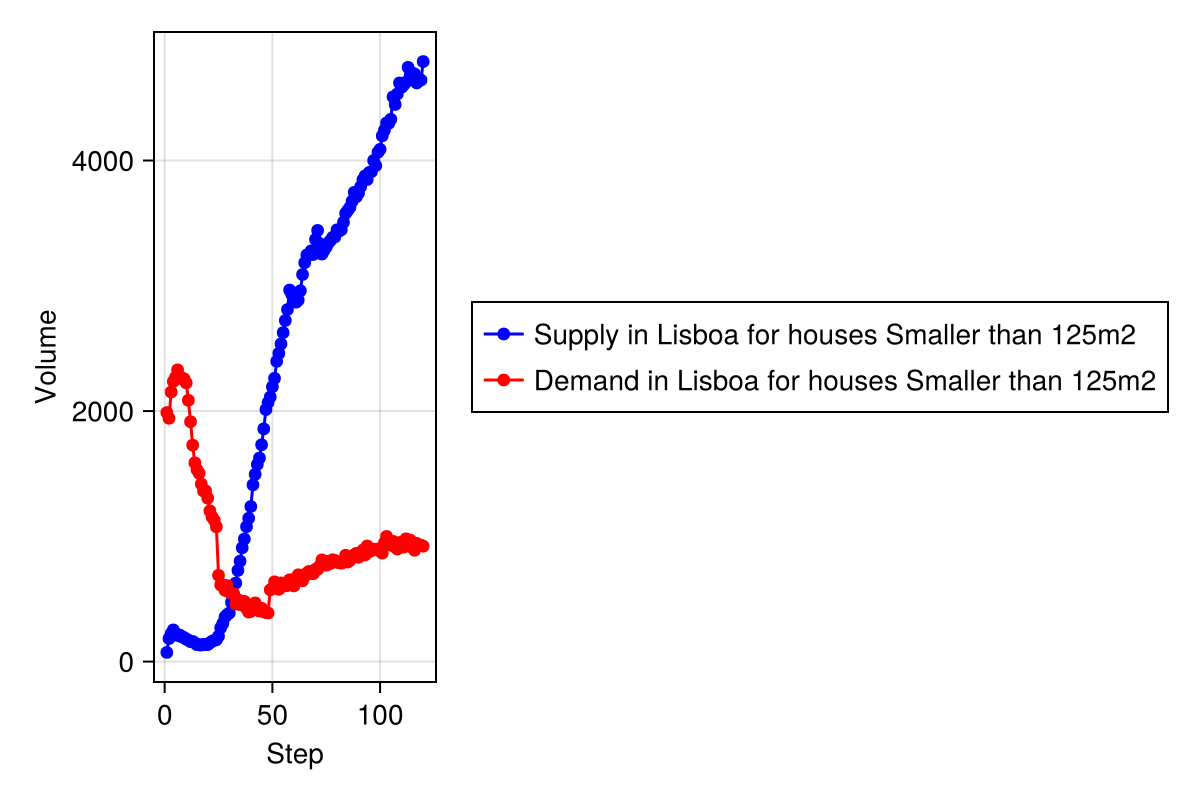 Volume
4000
2000
0
0
50
100
Step
Supply in Lisboa for houses Smaller than 125m2
Demand in Lisboa for houses Smaller than 125m2